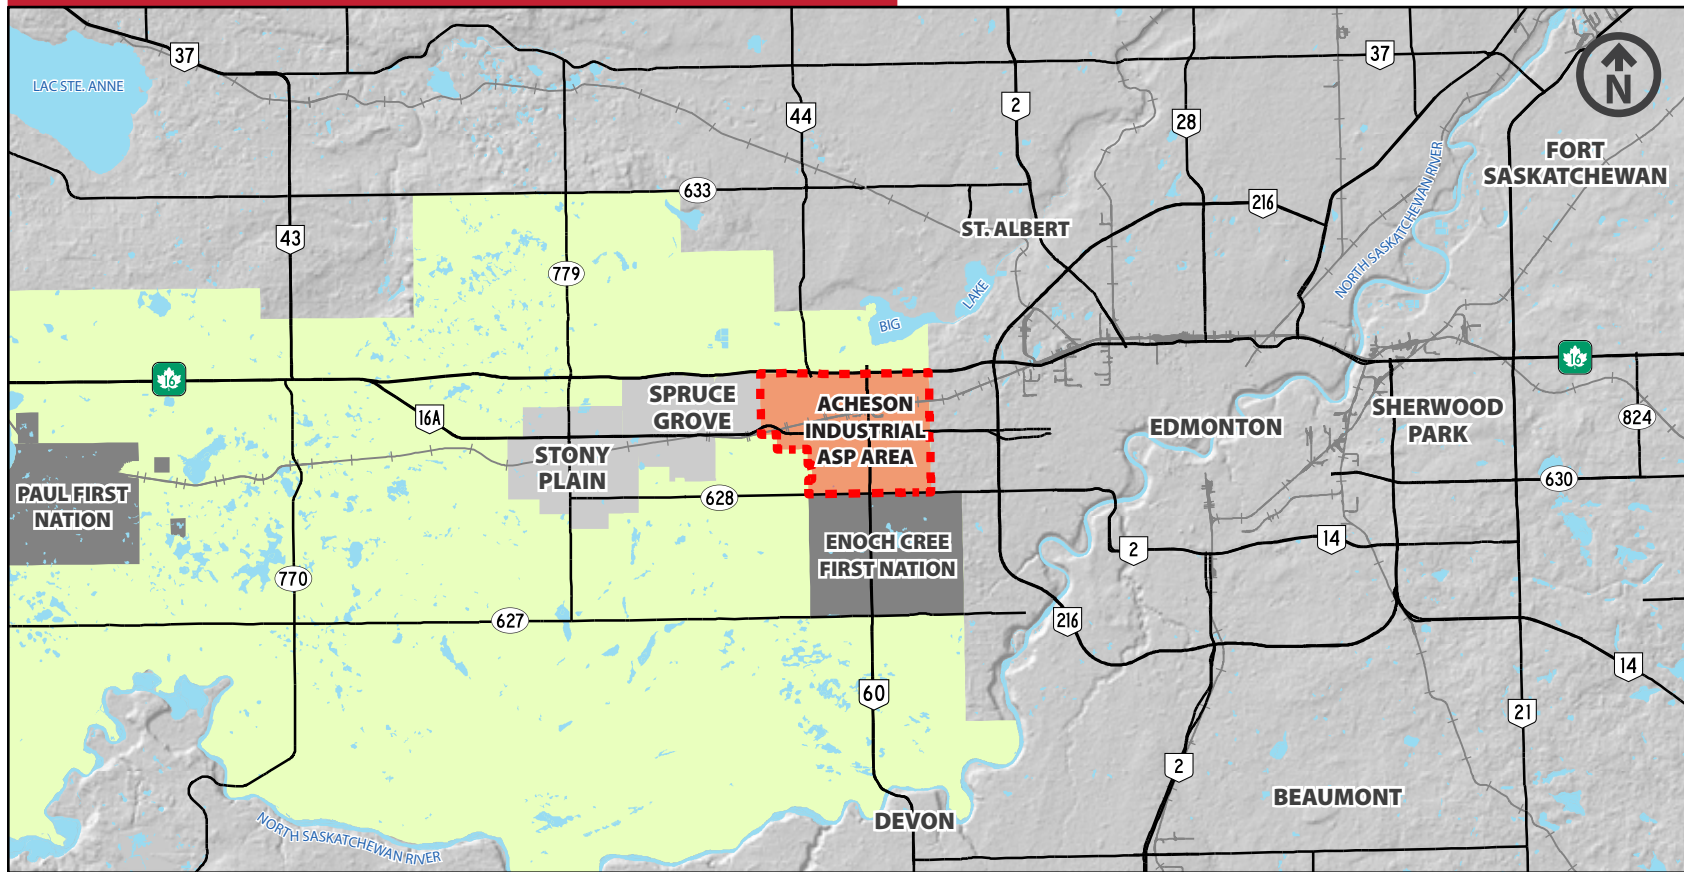 37
37
LAC STE. ANNE
44
2
28
N
FORT
SASKATCHEWAN
NORTH SASKATCHEWAN RIVER
633
216
ST. ALBERT
43
779
BIG
LAKE
16
16
SPRUCE
GROVE
ACHESON
INDUSTRIAL
ASP AREA
16A
EDMONTON
SHERWOOD
PARK
824
STONY
PLAIN
630
PAUL FIRST
NATION
628
ENOCH CREE
FIRST NATION
2
14
770
627
216
14
60
21
2
BEAUMONT
DEVON
NORTH SASKATCHEWAN RIVER